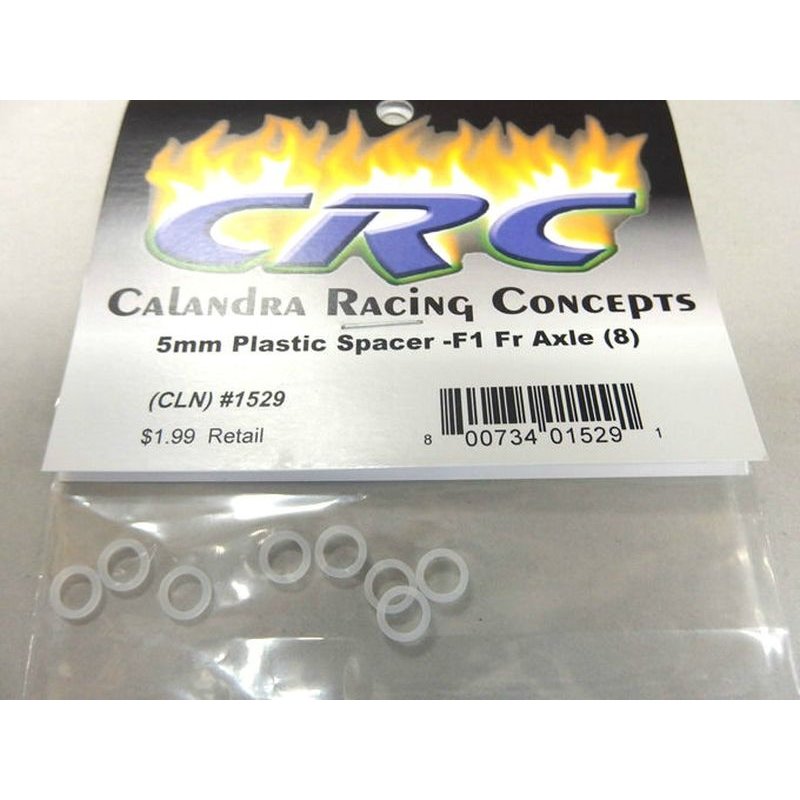 CRC
Calandra Racing Concepts
5mm Plastic Spacer -F1 Fr Axle (8)
(CLN) #1529
$1.99 Retail
8 00734 01529 1